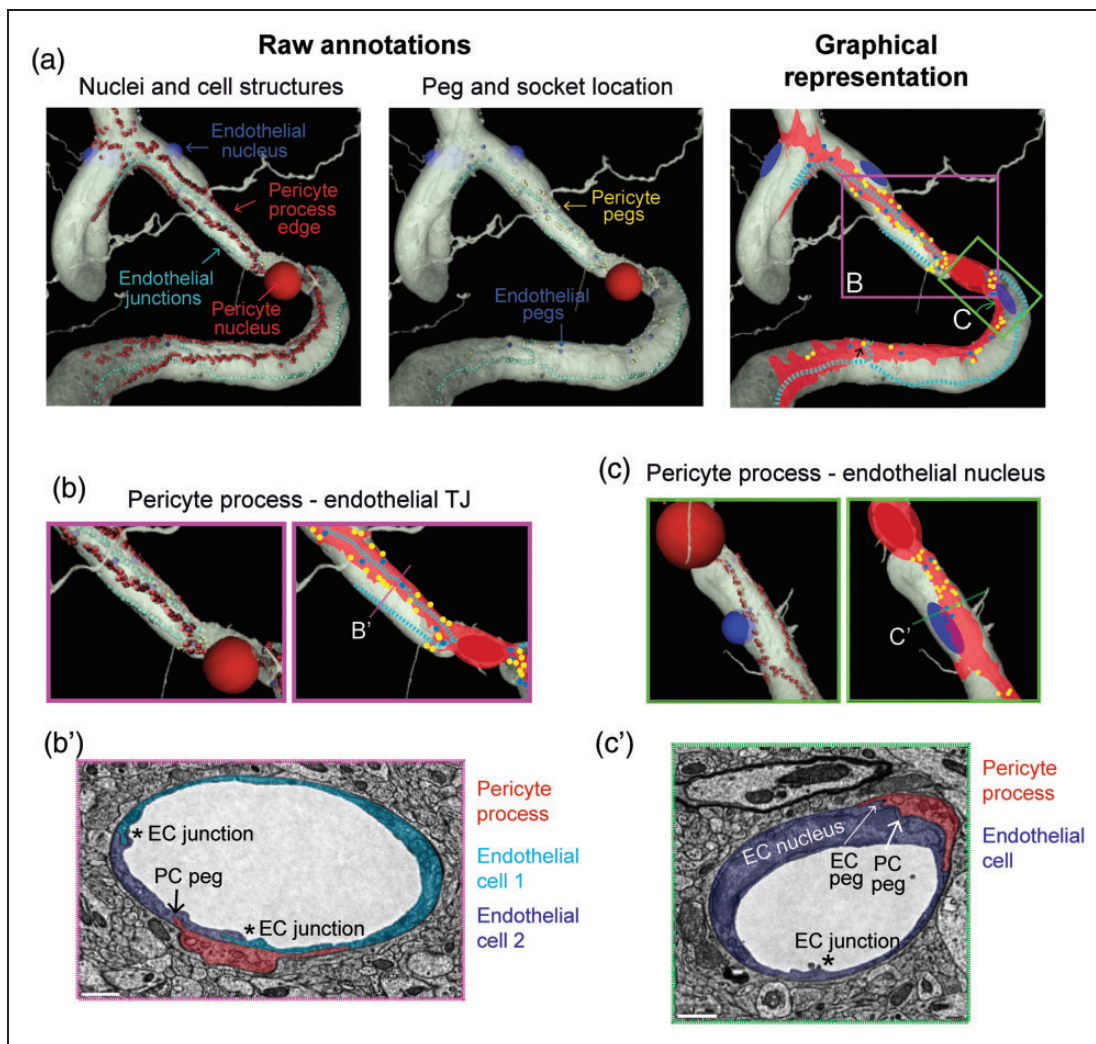 Raw annotations
Graphical
representation
(a)
Nuclei and cell structures
Peg and socket location
Endothelial
nucleus
Pericyte
process
edge
Endothelial
junctions
Pericyte
nucleus
Pericyte
pegs
Endothelial
pegs
B
C
(b)
Pericyte process - endothelial TJ
B'
(c)
Pericyte process - endothelial nucleus
C'
(b')
* EC junction
PC peg
* EC junction
Pericyte
process
Endothelial
cell 1
Endothelial
cell 2
(c')
EC nucleus
EC
peg
PC
peg
EC junction
*
Pericyte
process
Endothelial
cell